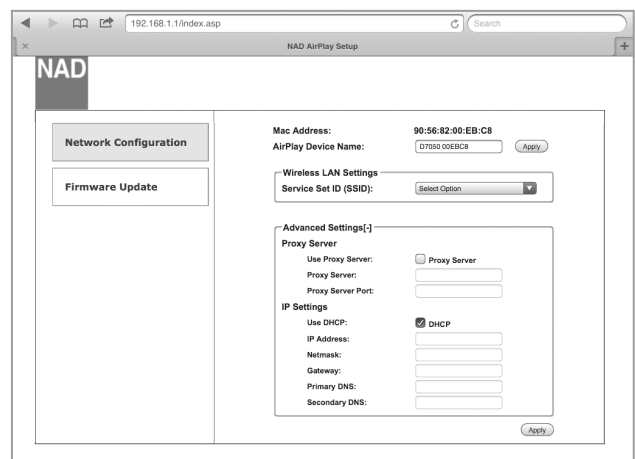 192.168.1.1/index.asp
Search
NAD AirPlay Setup
NAD
Network Configuration
Firmware Update
Mac Address: 90:56:82:00:EB:C8
AirPlay Device Name: D7050 00EBC8 Apply
Wireless LAN Settings
Service Set ID (SSID): Select Option
Advanced Settings[-]
Proxy Server
Use Proxy Server: Proxy Server
Proxy Server:
Proxy Server Port:
IP Settings
Use DHCP: DHCP
IP Address:
Netmask:
Gateway:
Primary DNS:
Secondary DNS:
Apply